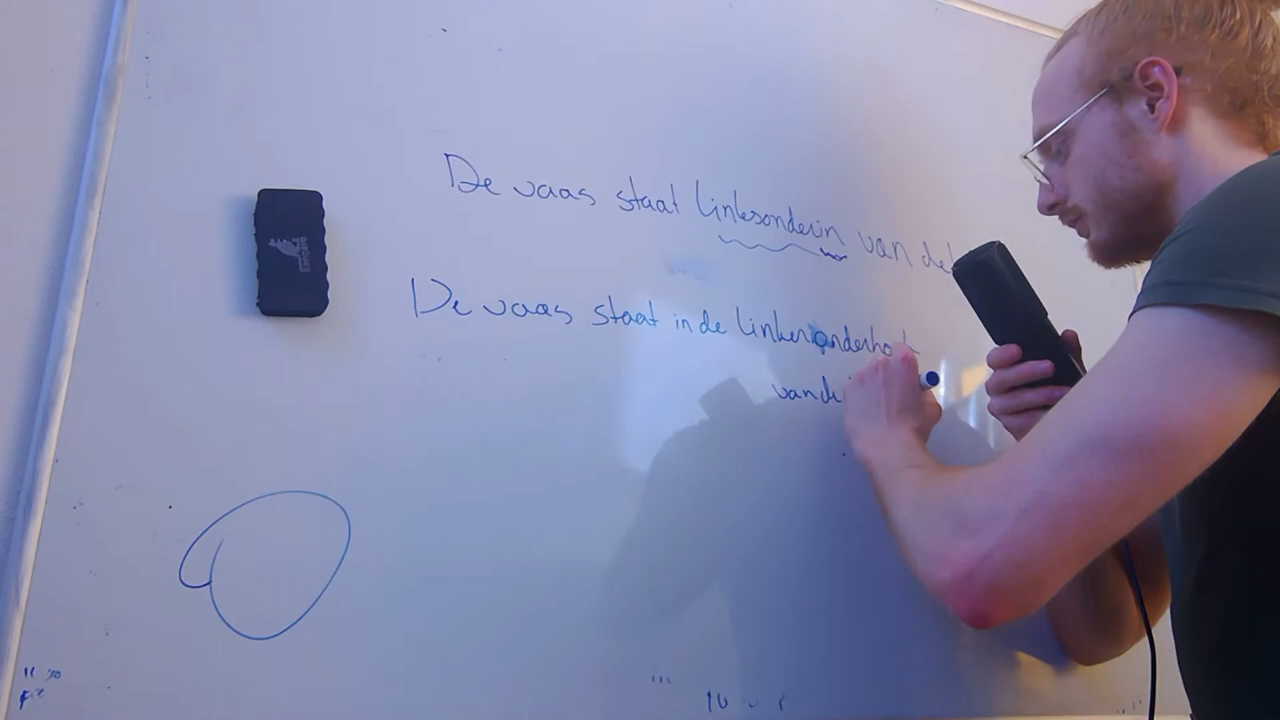 De vaas staat linksonderin van de
De vaas staat in de linkeronderhoek
van de